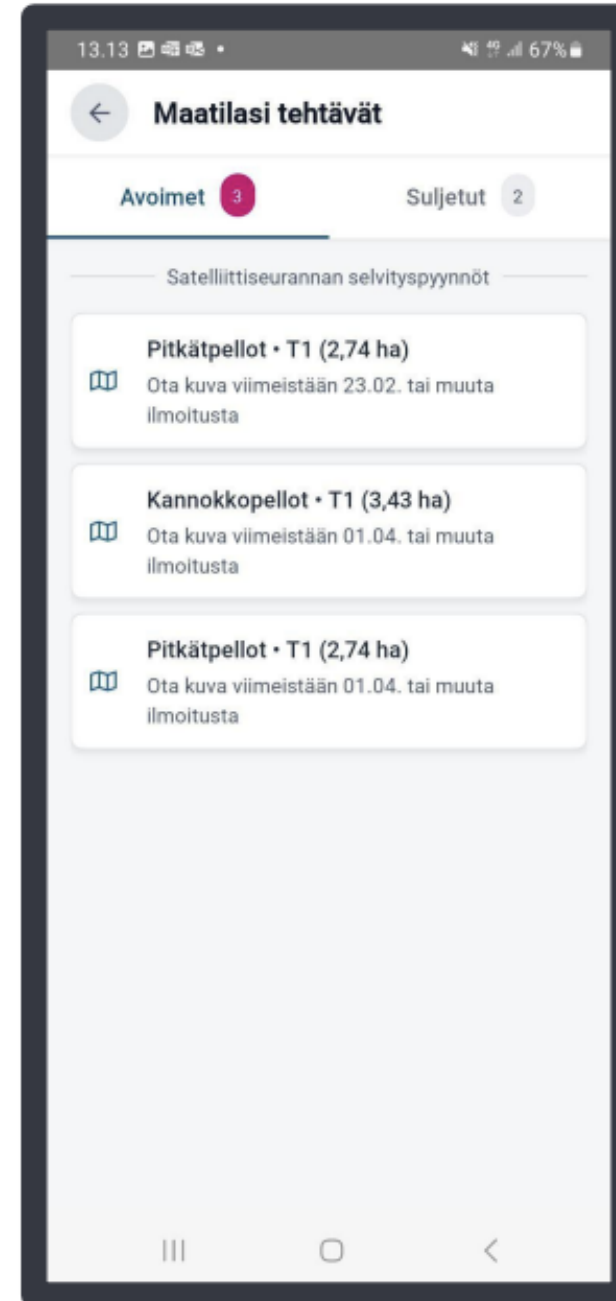 13.13 67%
Maatilasi tehtävät
Avoimet 3 Suljetut 2
Satelliittiseurannan selvityspyynnöt
Pitkätpellot • T1 (2,74 ha)
Ota kuva viimeistään 23.02. tai muuta
ilmoitusta
Kannokkopellot • T1 (3,43 ha)
Ota kuva viimeistään 01.04. tai muuta
ilmoitusta
Pitkätpellot • T1 (2,74 ha)
Ota kuva viimeistään 01.04. tai muuta
ilmoitusta